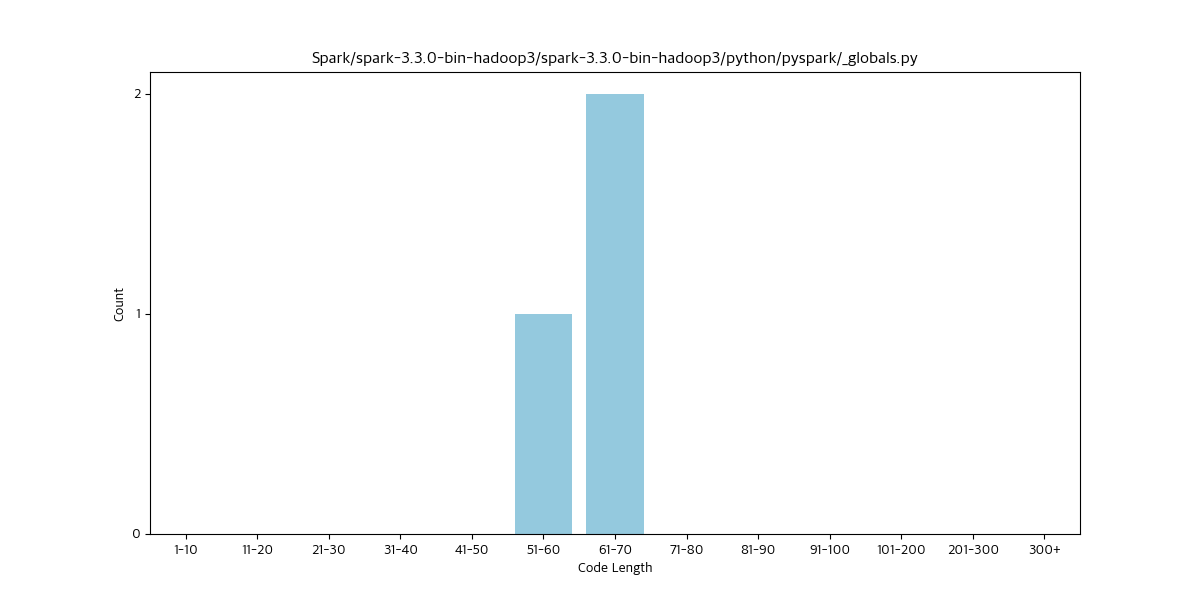 Spark/spark-3.3.0-bin-hadoop3/spark-3.3.0-bin-hadoop3/python/pyspark/_globals.py
2
1
0
Count
1-10 11-20 21-30 31-40 41-50 51-60 61-70 71-80 81-90 91-100 101-200 201-300 300+
Code Length